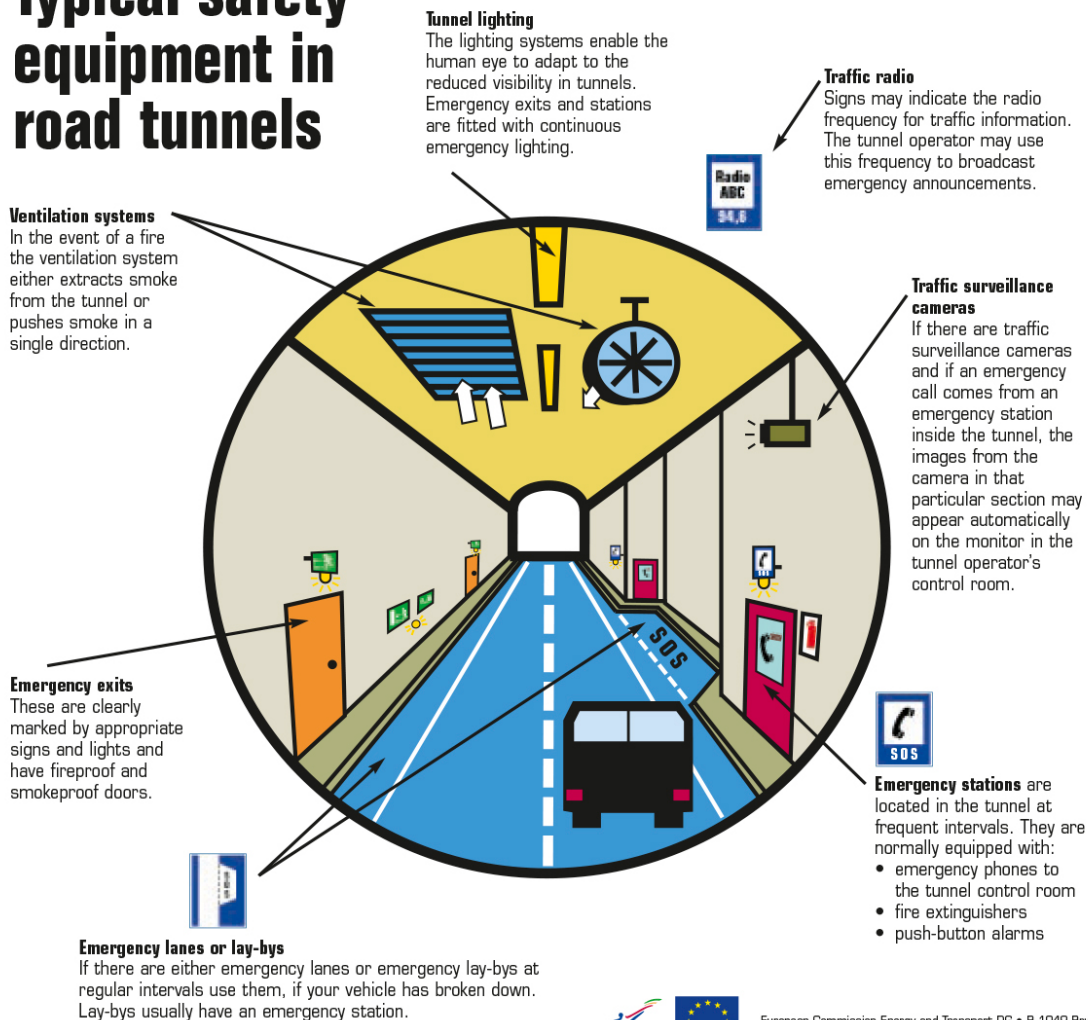 Typical safety
equipment in
road tunnels
Tunnel lighting
The lighting systems enable the
human eye to adapt to the
reduced visibility in tunnels.
Emergency exits and stations
are fitted with continuous
emergency lighting.
Traffic radio
Signs may indicate the radio
frequency for traffic information.
The tunnel operator may use
this frequency to broadcast
emergency announcements.
Radio
ABC
94,6
Ventilation systems
In the event of a fire
the ventilation system
either extracts smoke
from the tunnel or
pushes smoke in a
single direction.
Traffic surveillance
cameras
If there are traffic
surveillance cameras
and if an emergency
call comes from an
emergency station
inside the tunnel, the
images from the
camera in that
particular section may
appear automatically
on the monitor in the
tunnel operator's
control room.
SOS
Emergency exits
These are clearly
marked by appropriate
signs and lights and
have fireproof and
smokeproof doors.
SOS
Emergency stations are
located in the tunnel at
frequent intervals. They are
normally equipped with:
• emergency phones to
the tunnel control room
• fire extinguishers
• push-button alarms
Emergency lanes or lay-bys
If there are either emergency lanes or emergency lay-bys at
regular intervals use them, if your vehicle has broken down.
Lay-bys usually have an emergency station.
European Commission Energy and Transport DG • B-1049